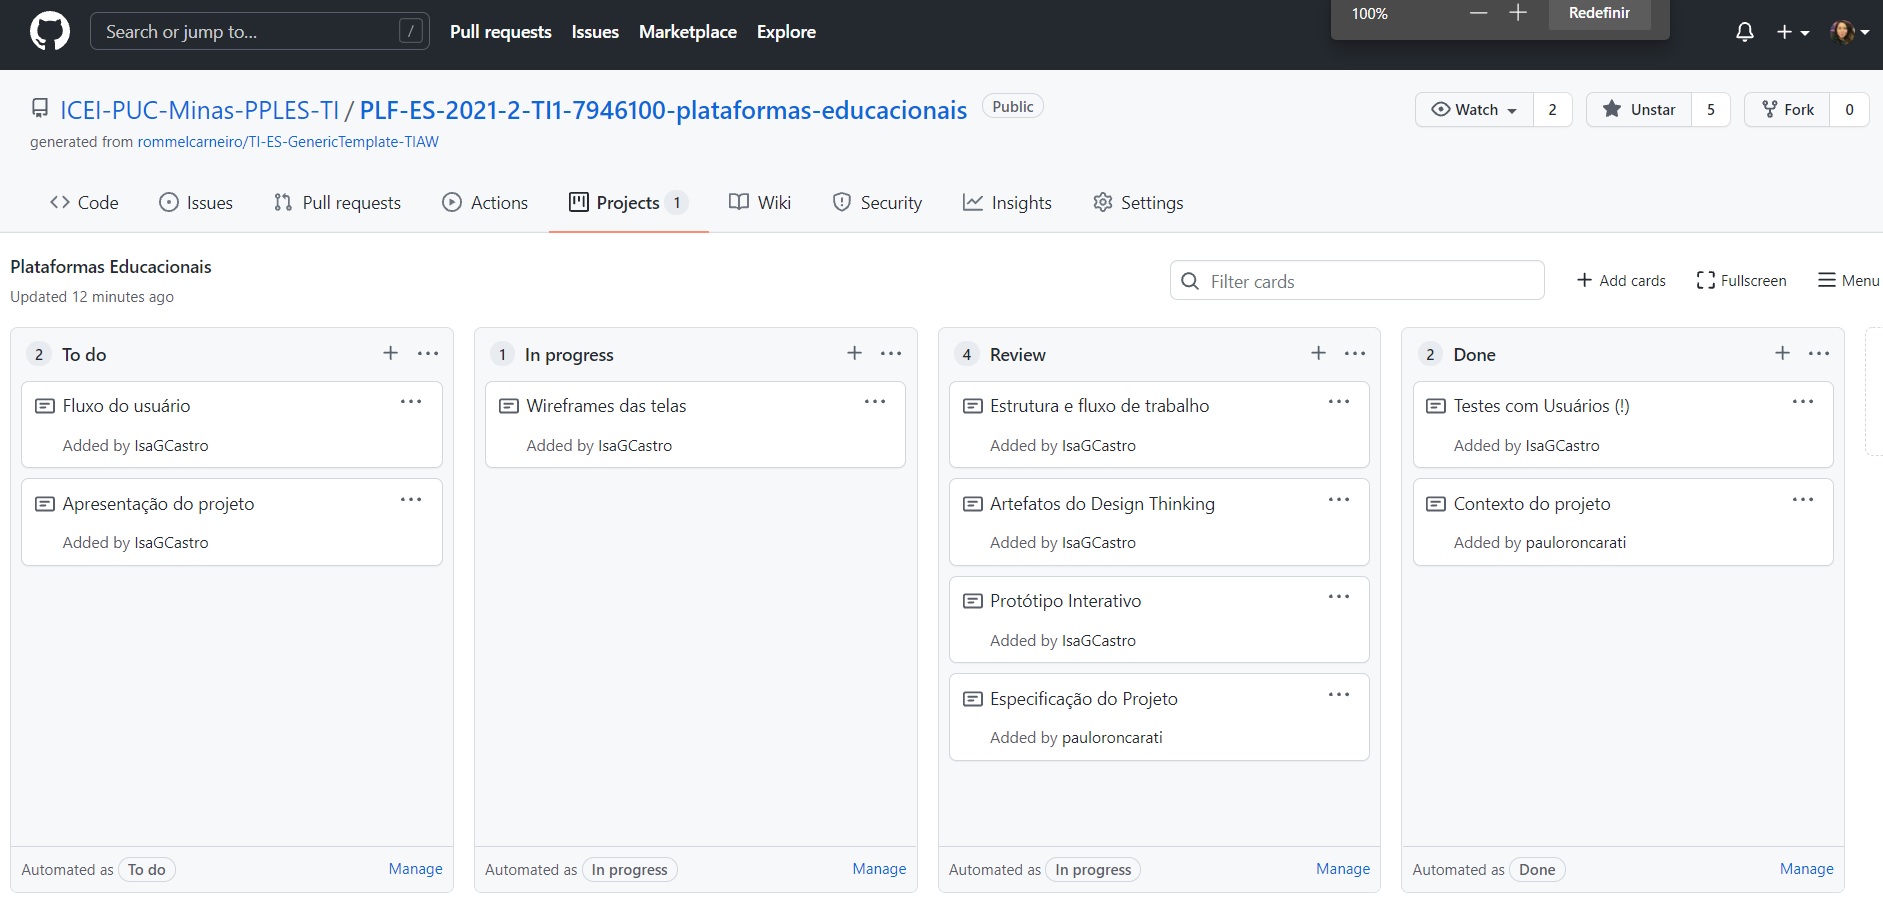 Search or jump to...
/
Pull requests
Issues
Marketplace
Explore
100%
Redefinir
ICEI-PUC-Minas-PPLES-TI / PLF-ES-2021-2-TI1-7946100-plataformas-educacionais
Public
generated from rommelcarneiro/TI-ES-GenericTemplate-TIAW
Watch 2
Unstar 5
Fork 0
Code
Issues
Pull requests
Actions
Projects 1
Wiki
Security
Insights
Settings
Plataformas Educacionais
Updated 12 minutes ago
Filter cards
Add cards
Fullscreen
Menu
2 To do
Fluxo do usuário
Added by IsaGCastro
Apresentação do projeto
Added by IsaGCastro
Automated as To do
Manage
1 In progress
Wireframes das telas
Added by IsaGCastro
Automated as In progress
Manage
4 Review
Estrutura e fluxo de trabalho
Added by IsaGCastro
Artefatos do Design Thinking
Added by IsaGCastro
Protótipo Interativo
Added by IsaGCastro
Especificação do Projeto
Added by pauloroncarati
Automated as In progress
Manage
2 Done
Testes com Usuários (!)
Added by IsaGCastro
Contexto do projeto
Added by pauloroncarati
Automated as Done
Manage